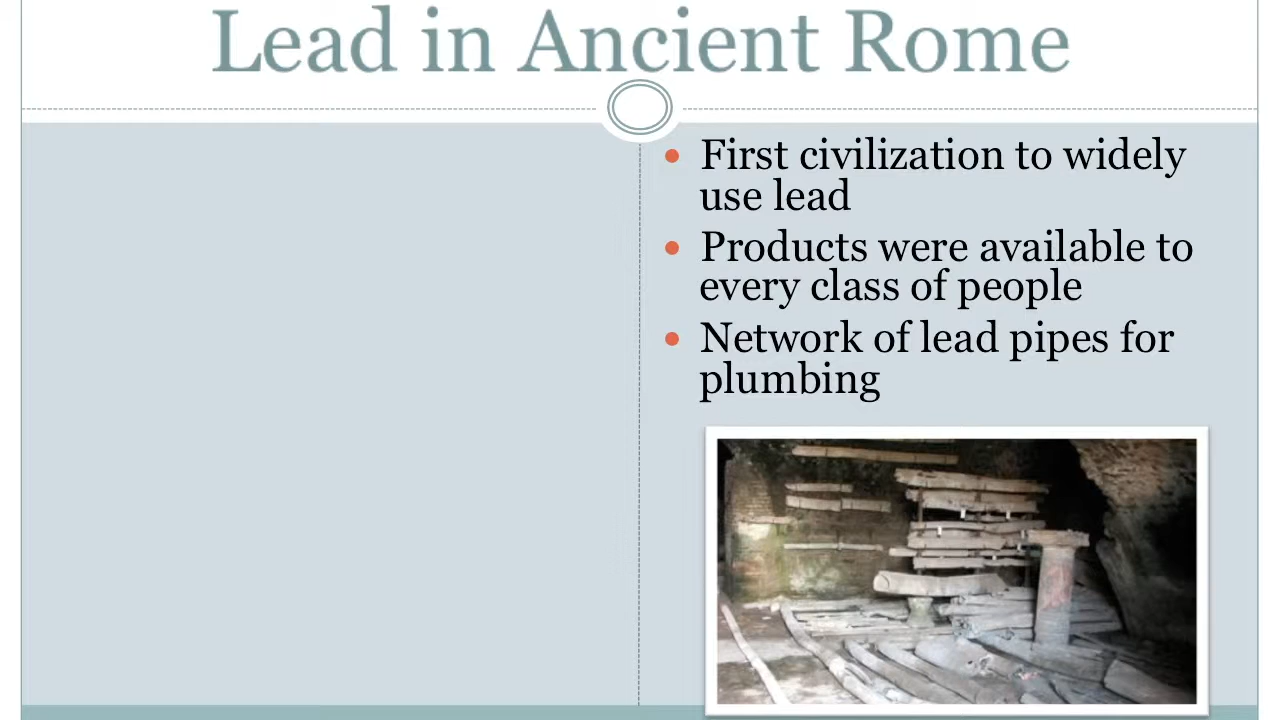 Lead in Ancient Rome
First civilization to widely
use lead
Products were available to
every class of people
Network of lead pipes for
plumbing